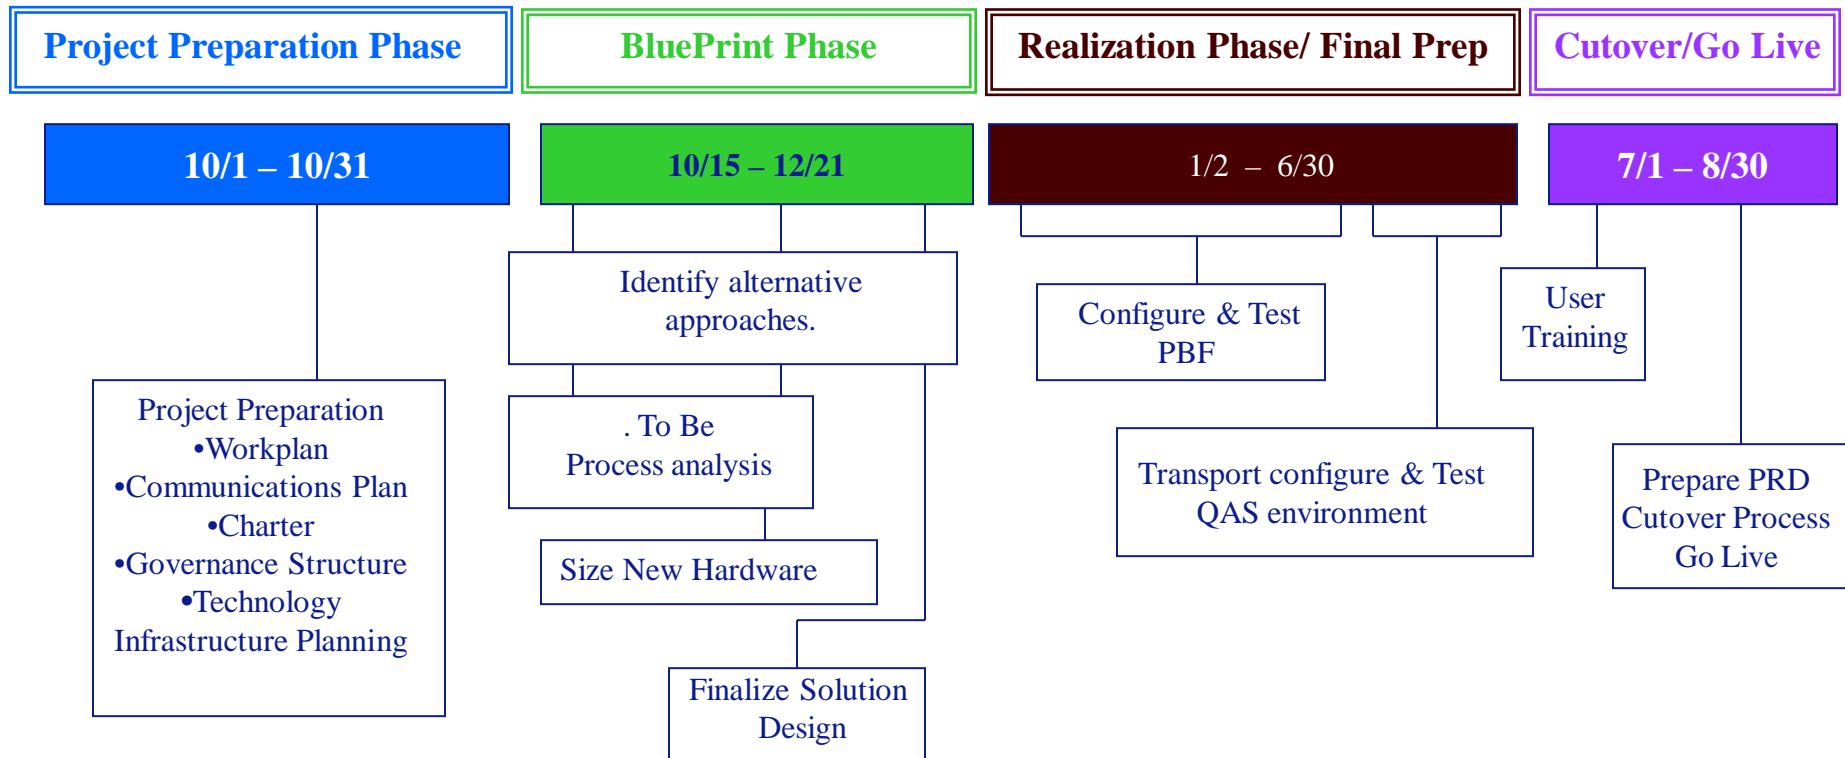 Project Preparation Phase
BluePrint Phase
Realization Phase/ Final Prep
Cutover/Go Live
10/1 – 10/31
10/15 – 12/21
1/2 – 6/30
7/1 – 8/30
Project Preparation
•Workplan
•Communications Plan
•Charter
•Governance Structure
•Technology
Infrastructure Planning
Identify alternative
approaches.
. To Be
Process analysis
Size New Hardware
Finalize Solution
Design
Configure & Test
PBF
Transport configure & Test
QAS environment
User
Training
Prepare PRD
Cutover Process
Go Live